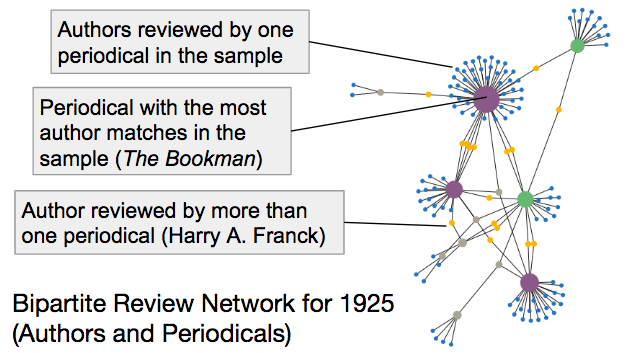 Authors reviewed by one
periodical in the sample
Periodical with the most
author matches in the
sample (The Bookman)
Author reviewed by more than
one periodical (Harry A. Franck)
Bipartite Review Network for 1925
(Authors and Periodicals)